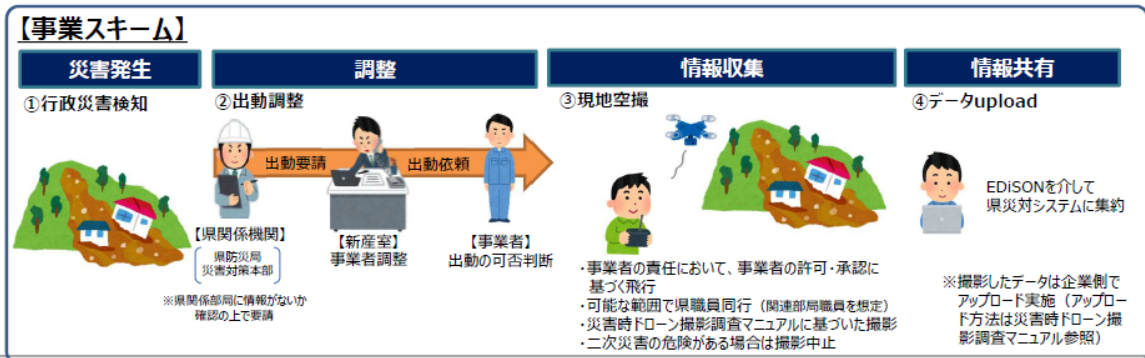 【事業スキーム】
災害発生
調整
情報収集
情報共有
①行政災害検知
②出動調整
出動要請
出動依頼
【県関係機関】
県防災局
災害対策本部
※県関係部局に情報がないか
確認の上で要請
【新産室】
事業者調整
【事業者】
出動の可否判断
③現地空撮
・事業者の責任において、事業者の許可・承認に
基づく飛行
・可能な範囲で県職員同行（関連部局職員を想定）
・災害時ドローン撮影調査マニュアルに基づいた撮影
・二次災害の危険がある場合は撮影中止
④データupload
EDiSONを介して
県災対システムに集約
※撮影したデータは企業側で
アップロード実施（アップロー
ド方法は災害時ドローン撮
影調査マニュアル参照）